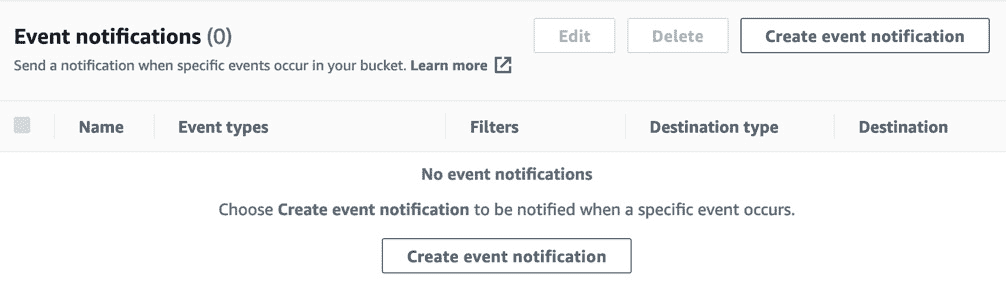 Event notifications (0) Edit Delete Create event notification
Send a notification when specific events occur in your bucket. Learn more
Name Event types Filters Destination type Destination
No event notifications
Choose Create event notification to be notified when a specific event occurs.
Create event notification